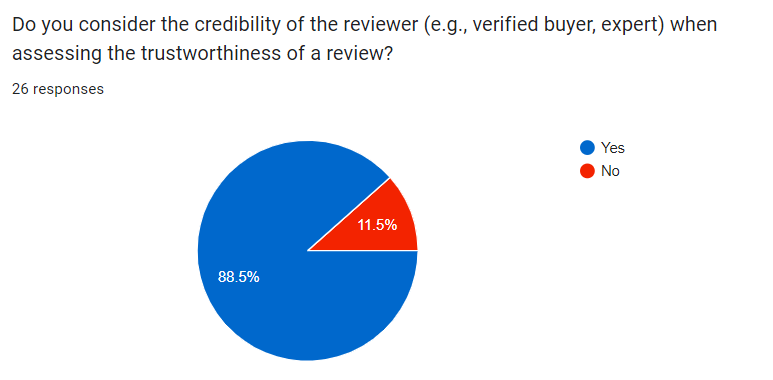 Do you consider the credibility of the reviewer (e.g., verified buyer, expert) when
assessing the trustworthiness of a review?
26 responses
Yes
No
11.5%
88.5%